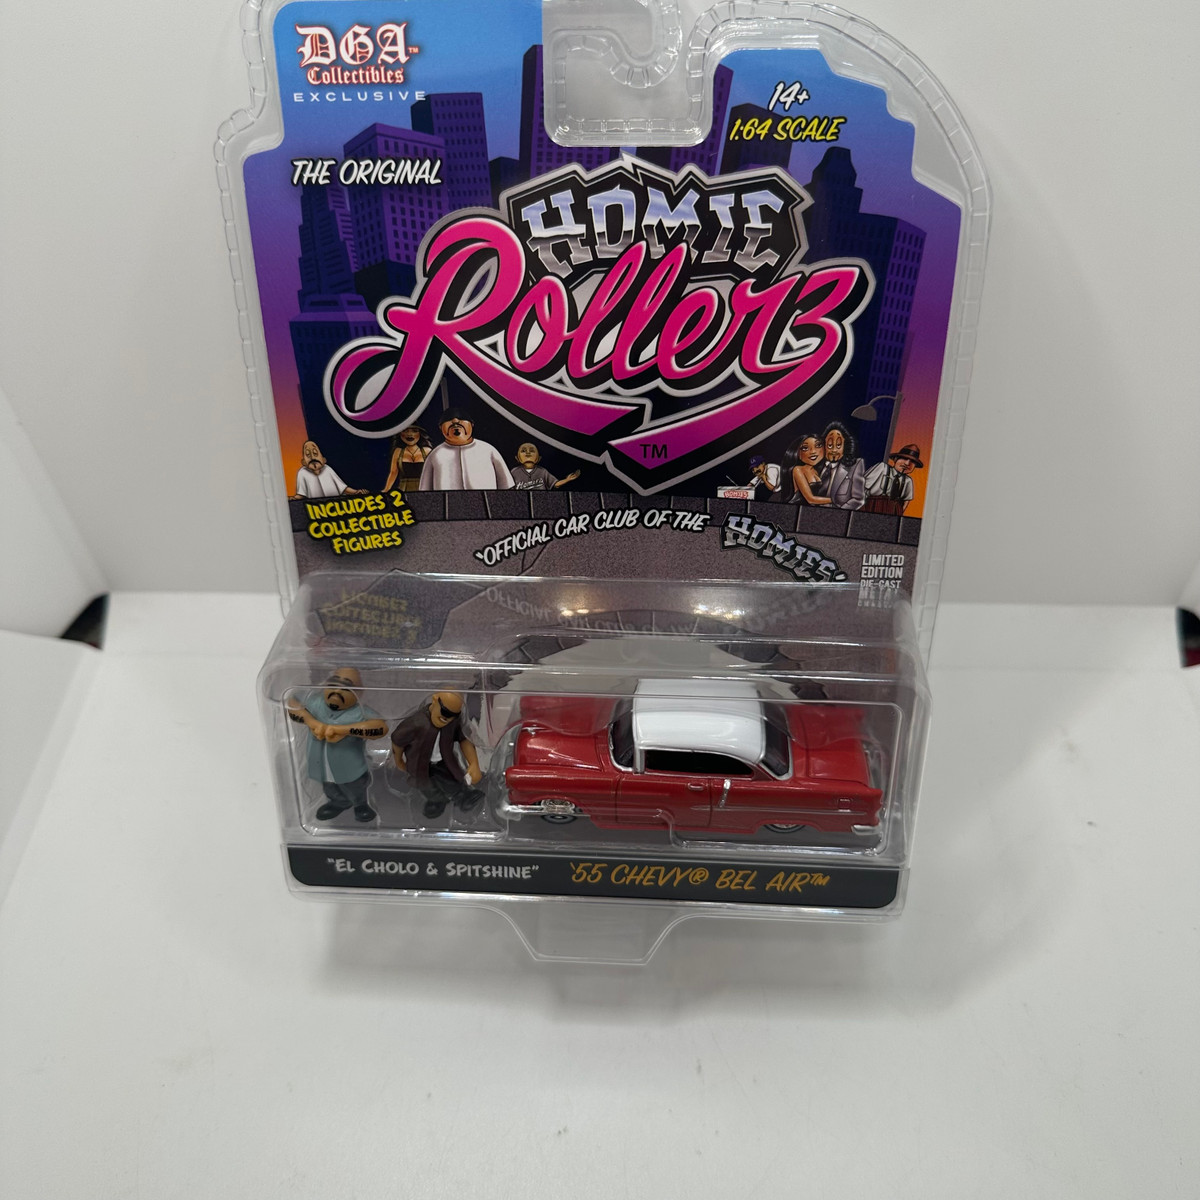 DGA™
Collectibles
EXCLUSIVE
14+
1:64 SCALE
THE ORIGINAL
HOMIE
Rollerz
™
INCLUDES 2
COLLECTIBLE
FIGURES
"OFFICIAL CAR CLUB OF THE
HOMIES"
LIMITED
EDITION
DIE-CAST
METAL
"EL CHOLO & SPITSHINE"
'55 CHEVY® BEL AIR™